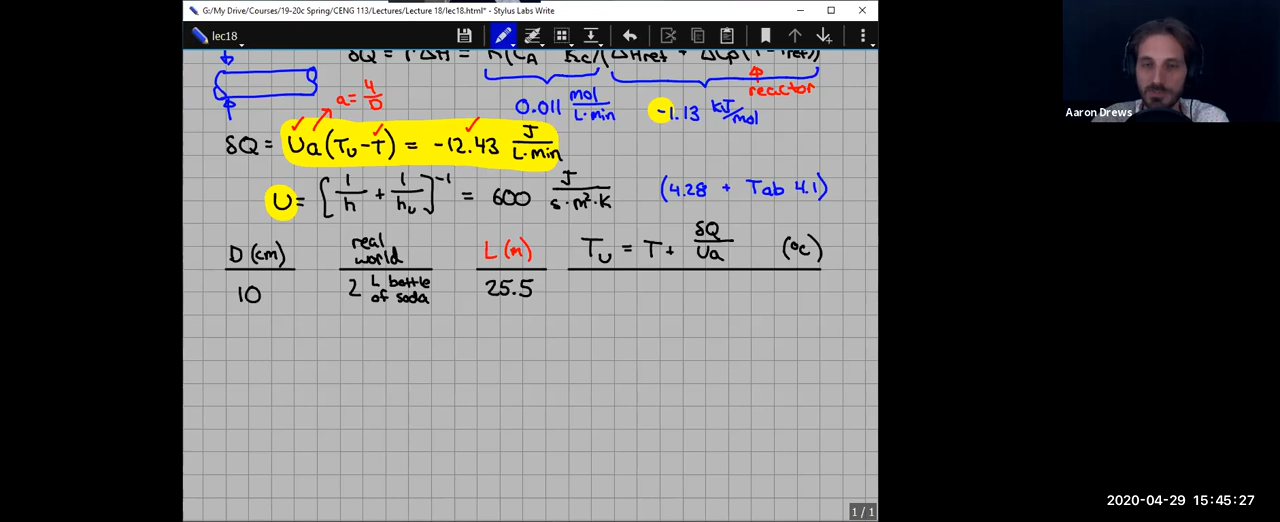 G:/My Drive/Courses/19-20c Spring/CENG 113/Lectures/Lecture 18/lec18.html* - Stylus Labs Write
lec18
a = 4/D
reactor
0.011 mol/L·min
-1.13 kJ/mol
δQ = Ua(Tu-T) = -12.43 J/L·min
U = [1/h + 1/hu]^-1 = 600 J/s·m²·K (4.28 + Tab 4.1)
D (cm) real world L (m) Tu = T + δQ/Ua (°C)
10 2 L bottle of soda 25.5
1 / 1
Aaron Drews
2020-04-29 15:45:27